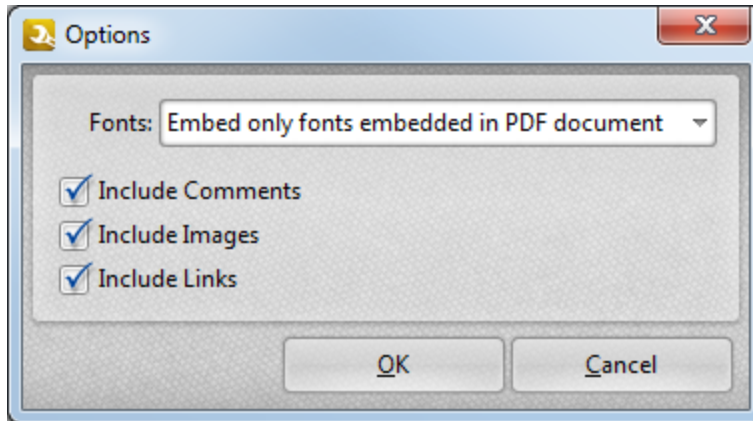 Options
Fonts: Embed only fonts embedded in PDF document
Include Comments
Include Images
Include Links
OK Cancel